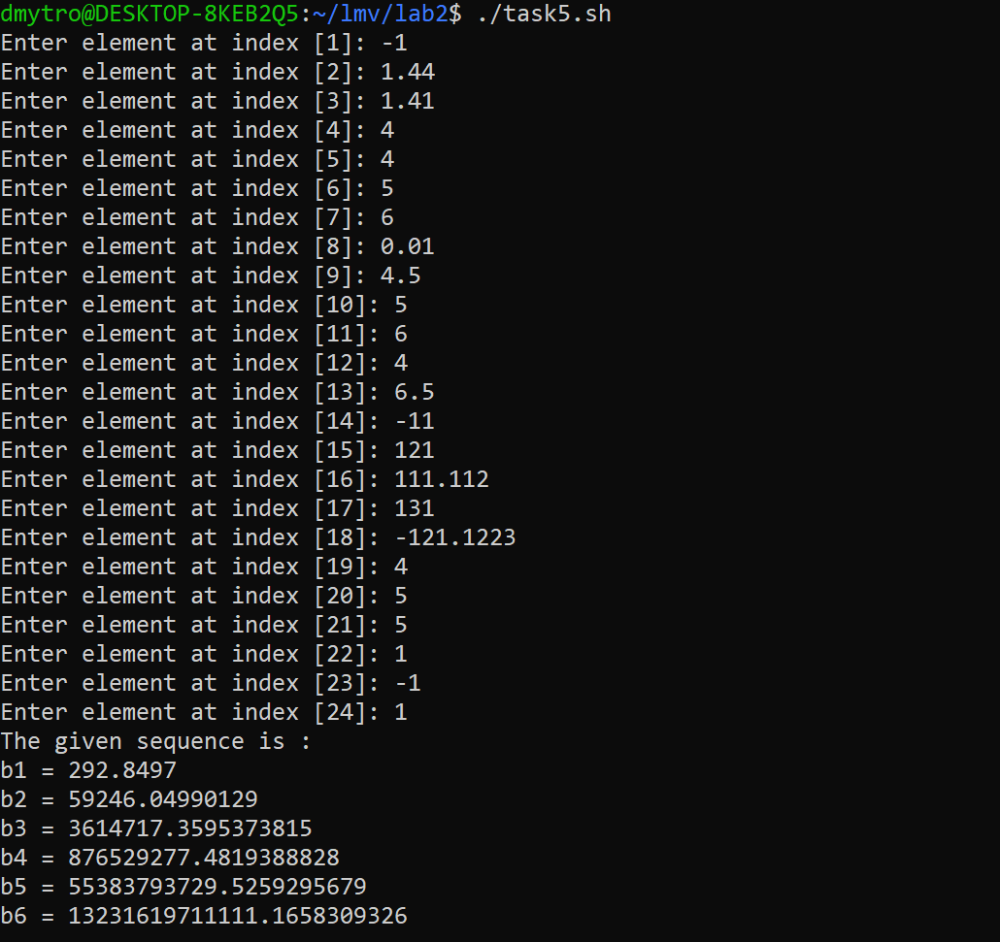 dmytro@DESKTOP-8KEB2Q5:~/lmv/lab2$ ./task5.sh
Enter element at index [1]: -1
Enter element at index [2]: 1.44
Enter element at index [3]: 1.41
Enter element at index [4]: 4
Enter element at index [5]: 4
Enter element at index [6]: 5
Enter element at index [7]: 6
Enter element at index [8]: 0.01
Enter element at index [9]: 4.5
Enter element at index [10]: 5
Enter element at index [11]: 6
Enter element at index [12]: 4
Enter element at index [13]: 6.5
Enter element at index [14]: -11
Enter element at index [15]: 121
Enter element at index [16]: 111.112
Enter element at index [17]: 131
Enter element at index [18]: -121.1223
Enter element at index [19]: 4
Enter element at index [20]: 5
Enter element at index [21]: 5
Enter element at index [22]: 1
Enter element at index [23]: -1
Enter element at index [24]: 1
The given sequence is :
b1 = 292.8497
b2 = 59246.04990129
b3 = 3614717.3595373815
b4 = 876529277.4819388828
b5 = 55383793729.5259295679
b6 = 13231619711111.1658309326